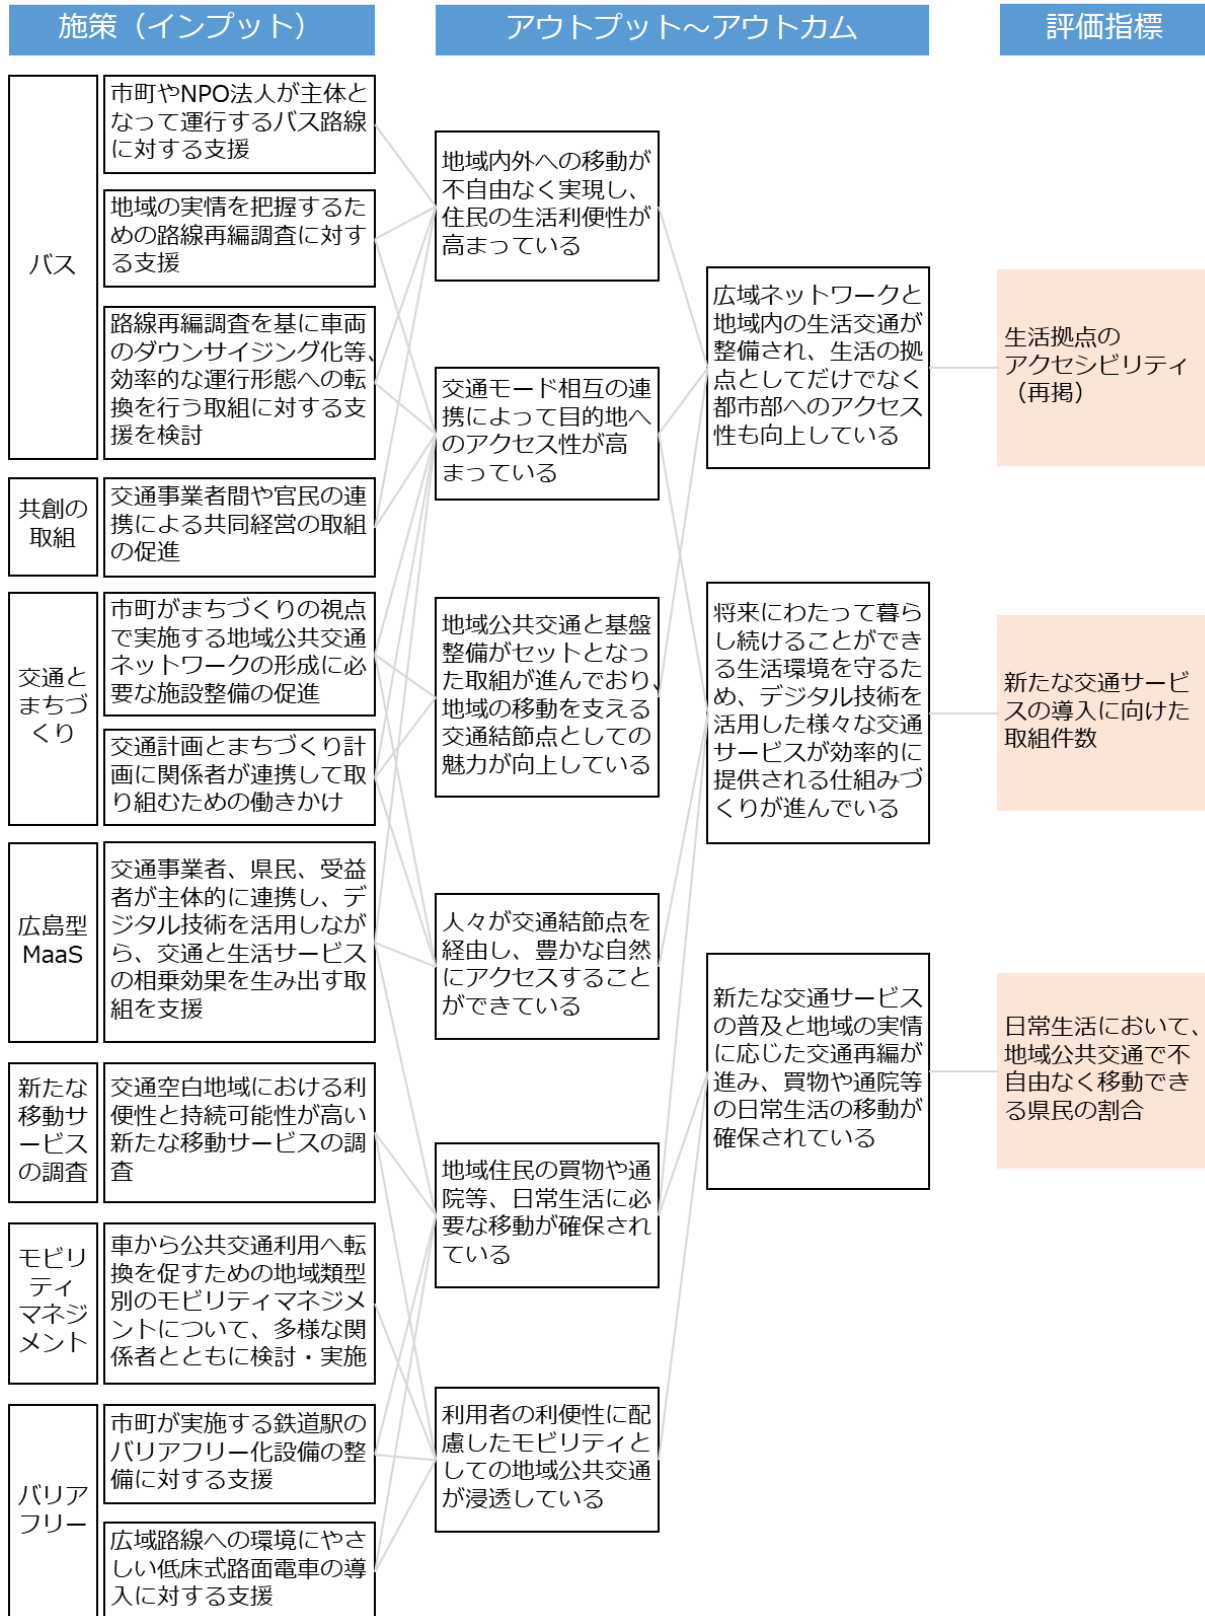 施策（インプット）
アウトプット～アウトカム
評価指標
バス
市町やNPO法人が主体と
なって運行するバス路線
に対する支援
地域の実情を把握するた
めの路線再編調査に対す
る支援
路線再編調査を基に車両
のダウンサイジング化等、
効率的な運行形態への転
換を行う取組に対する支
援を検討
共創の
取組
交通事業者間や官民の連
携による共同経営の取組
の促進
交通と
まちづ
くり
市町がまちづくりの視点
で実施する地域公共交通
ネットワークの形成に必
要な施設整備の促進
交通計画とまちづくり計
画に関係者が連携して取
り組むための働きかけ
広島型
MaaS
交通事業者、県民、受益
者が主体的に連携し、デ
ジタル技術を活用しなが
ら、交通と生活サービス
の相乗効果を生み出す取
組を支援
新たな
移動サ
ービス
の調査
交通空白地域における利
便性と持続可能性が高い
新たな移動サービスの調
査
モビリ
ティ
マネジ
メント
車から公共交通利用へ転
換を促すための地域類型
別のモビリティマネジメ
ントについて、多様な関
係者とともに検討・実施
バリア
フリー
市町が実施する鉄道駅の
バリアフリー化設備の整
備に対する支援
広域路線への環境にやさ
しい低床式路面電車の導
入に対する支援
地域内外への移動が
不自由なく実現し、
住民の生活利便性が
高まっている
交通モード相互の連
携によって目的地へ
のアクセス性が高
まっている
地域公共交通と基盤
整備がセットとなっ
た取組が進んでおり、
地域の移動を支える
交通結節点としての
魅力が向上している
人々が交通結節点を
経由し、豊かな自然
にアクセスすること
ができている
地域住民の買物や通
院等、日常生活に必
要な移動が確保され
ている
利用者の利便性に配
慮したモビリティと
しての地域公共交通
が浸透している
広域ネットワークと
地域内の生活交通が
整備され、生活の拠
点としてだけでなく
都市部へのアクセス
性も向上している
将来にわたって暮ら
し続けることができ
る生活環境を守るた
め、デジタル技術を
活用した様々な交通
サービスが効率的に
提供される仕組みづ
くりが進んでいる
新たな交通サービス
の普及と地域の実情
に応じた交通再編が
進み、買物や通院等
の日常生活の移動が
確保されている
生活拠点の
アクセシビリティ
（再掲）
新たな交通サービ
スの導入に向けた
取組件数
日常生活において、
地域公共交通で不
自由なく移動でき
る県民の割合